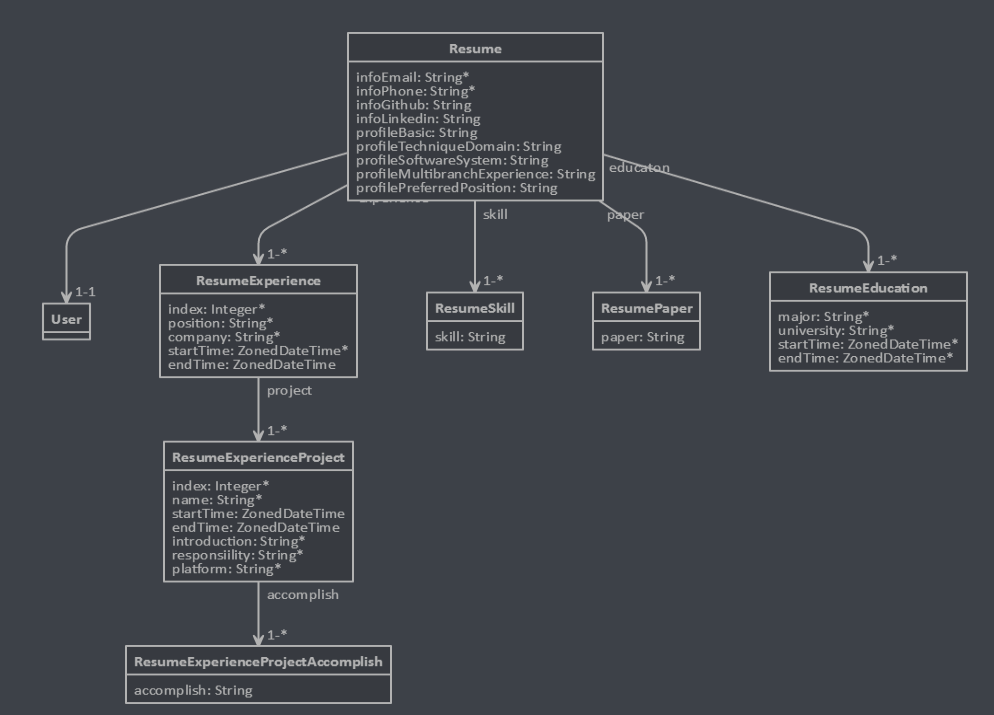 Resume
infoEmail: String*
infoPhone: String*
infoGithub: String
infoLinkedin: String
profileBasic: String
profileTechniqueDomain: String
profileSoftwareSystem: String
profileMultibranchExperience: String
profilePreferredPosition: String
educaton
experience
skill
paper
1-*
1-*
1-*
1-*
1-1
User
ResumeExperience
index: Integer*
position: String*
company: String*
startTime: ZonedDateTime*
endTime: ZonedDateTime
ResumeSkill
skill: String
ResumePaper
paper: String
ResumeEducation
major: String*
university: String*
startTime: ZonedDateTime*
endTime: ZonedDateTime*
project
1-*
ResumeExperienceProject
index: Integer*
name: String*
startTime: ZonedDateTime
endTime: ZonedDateTime
introduction: String*
responsiility: String*
platform: String*
accomplish
1-*
ResumeExperienceProjectAccomplish
accomplish: String